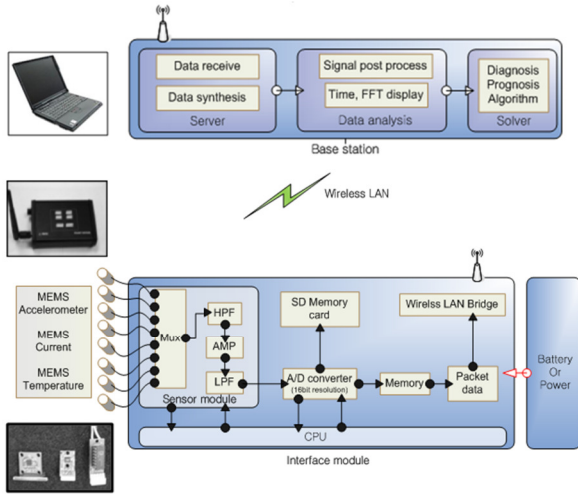 Data receive
Data synthesis
Server
Signal post process
Time, FFT display
Data analysis
Diagnosis
Prognosis
Algorithm
Solver
Base station
Wireless LAN
MEMS
Accelerometer
MEMS
Current
MEMS
Temperature
Mux
HPF
AMP
LPF
Sensor module
SD Memory
card
A/D converter
(16bit resolution)
Memory
Wirelss LAN Bridge
Packet
data
CPU
Interface module
Battery
Or
Power